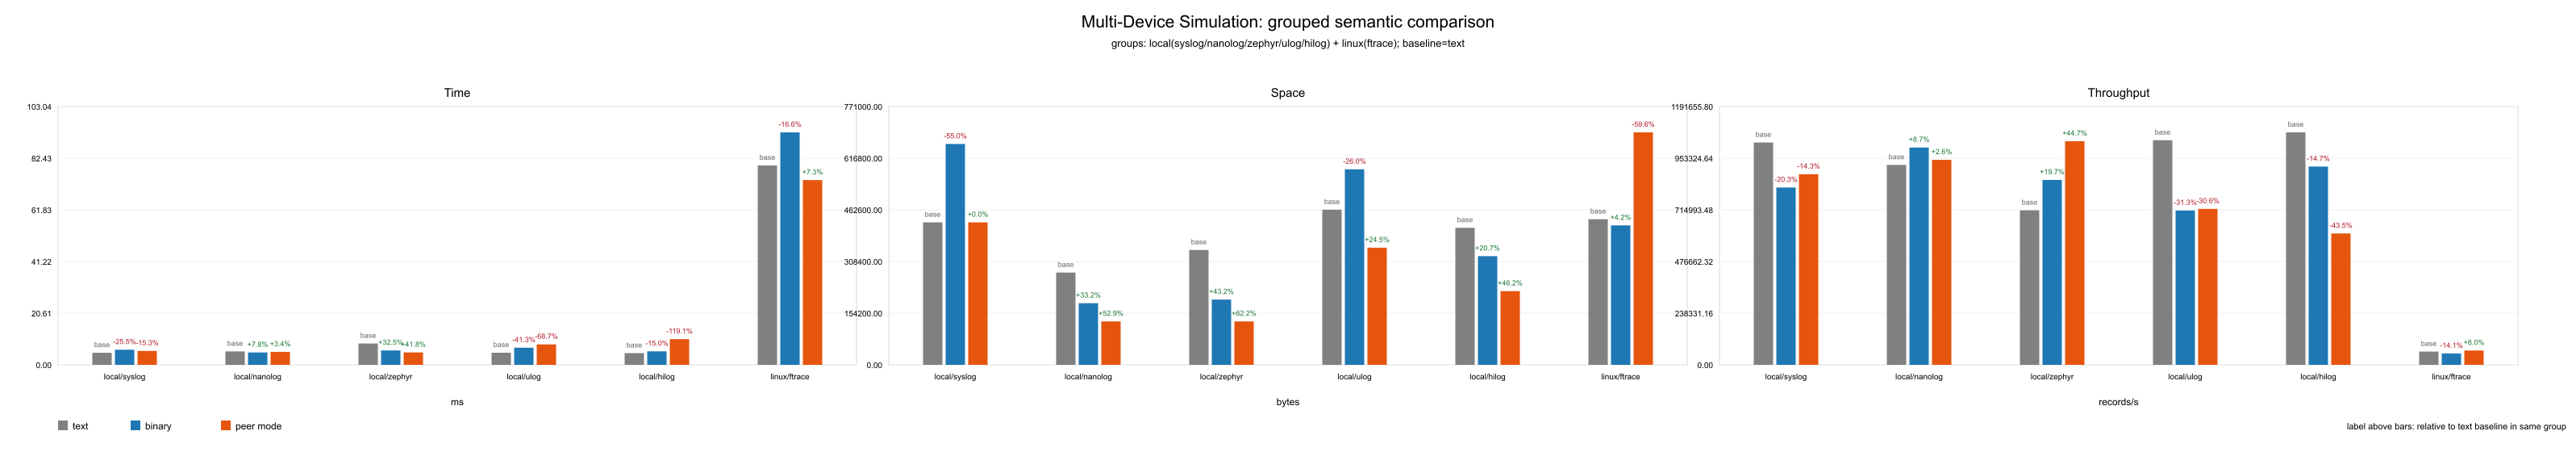 Multi-Device Simulation: grouped semantic comparison
groups: local(syslog/nanolog/zephyr/ulog/hilog) + linux(ftrace); baseline=text
Time
103.04
82.43
61.83
41.22
20.61
0.00
base -25.5% -15.3%
base +7.8% +3.4%
base +32.5% +41.8%
base -41.3% -68.7%
base -15.0% -119.1%
base -16.6% +7.3%
local/syslog local/nanolog local/zephyr local/ulog local/hilog linux/ftrace
ms
Space
771000.00
616800.00
462600.00
308400.00
154200.00
0.00
base -55.0% +0.0%
base +33.2% +52.9%
base +43.2% +62.2%
base -26.0% +24.5%
base +20.7% +46.2%
base +4.2% -59.6%
local/syslog local/nanolog local/zephyr local/ulog local/hilog linux/ftrace
bytes
Throughput
1191655.80
953324.64
714993.48
476662.32
238331.16
0.00
base -20.3% -14.3%
base +8.7% +2.6%
base +19.7% +44.7%
base -31.3% -30.6%
base -14.7% -43.5%
base -14.1% +8.0%
local/syslog local/nanolog local/zephyr local/ulog local/hilog linux/ftrace
records/s
text binary peer mode
label above bars: relative to text baseline in same group